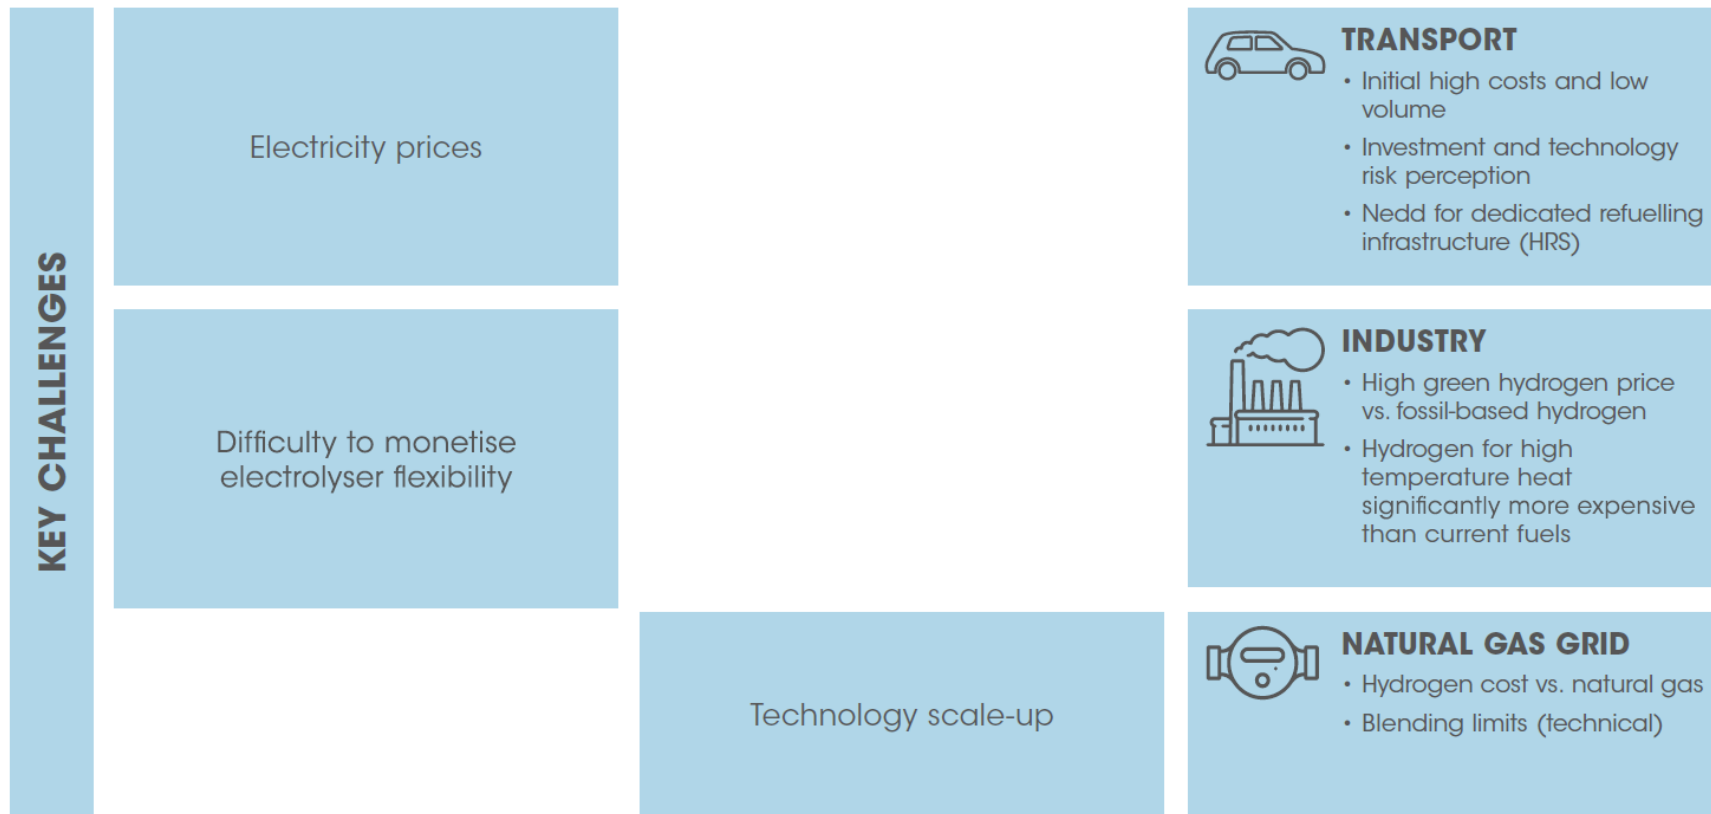 KEY CHALLENGES
Electricity prices
Difficulty to monetise
electrolyser flexibility
Technology scale-up
TRANSPORT
• Initial high costs and low
volume
• Investment and technology
risk perception
• Nedd for dedicated refuelling
infrastructure (HRS)
INDUSTRY
• High green hydrogen price
vs. fossil-based hydrogen
• Hydrogen for high
temperature heat
significantly more expensive
than current fuels
NATURAL GAS GRID
• Hydrogen cost vs. natural gas
• Blending limits (technical)